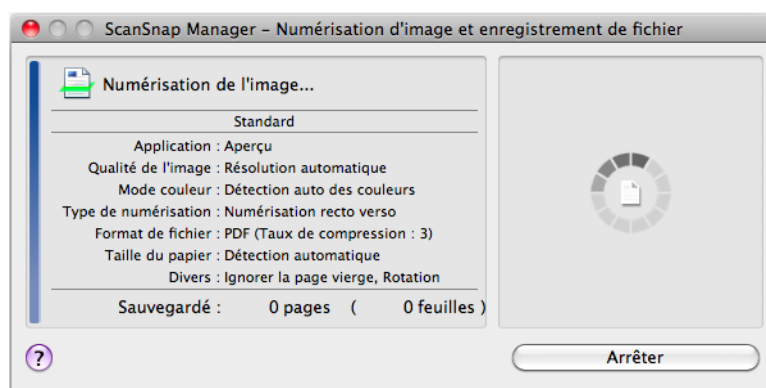 ScanSnap Manager – Numérisation d'image et enregistrement de fichier
Numérisation de l'image...
Standard
Application : Aperçu
Qualité de l'image : Résolution automatique
Mode couleur : Détection auto des couleurs
Type de numérisation : Numérisation recto verso
Format de fichier : PDF (Taux de compression : 3)
Taille du papier : Détection automatique
Divers : Ignorer la page vierge, Rotation
Sauvegardé : 0 pages ( 0 feuilles )
? Arrêter